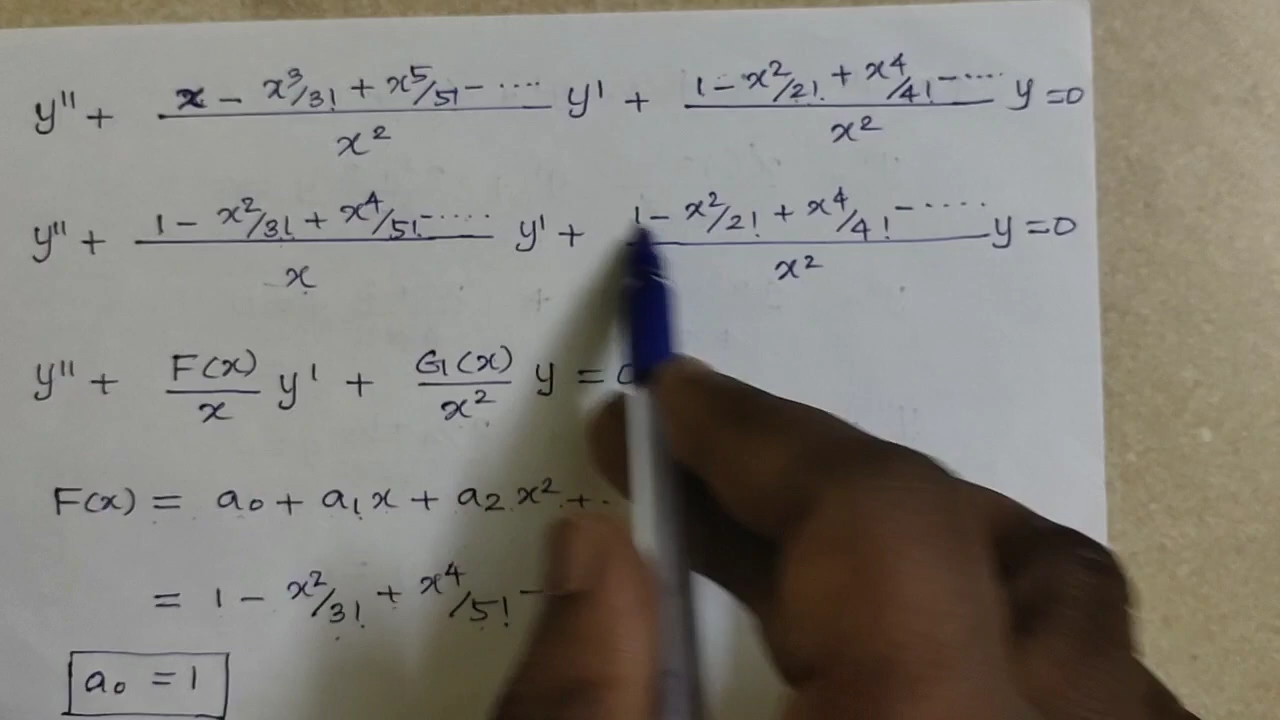 y'' + (x - x³/3! + x⁵/5! - ....)/x² y' + (1 - x²/2! + x⁴/4! - ....)/x² y = 0
y'' + (1 - x²/3! + x⁴/5! - ....)/x y' + (1 - x²/2! + x⁴/4! - .....)/x² y = 0
y'' + F(x)/x y' + G(x)/x² y =
F(x) = a₀ + a₁x + a₂x² + .
= 1 - x²/3! + x⁴/5! -
a₀ = 1